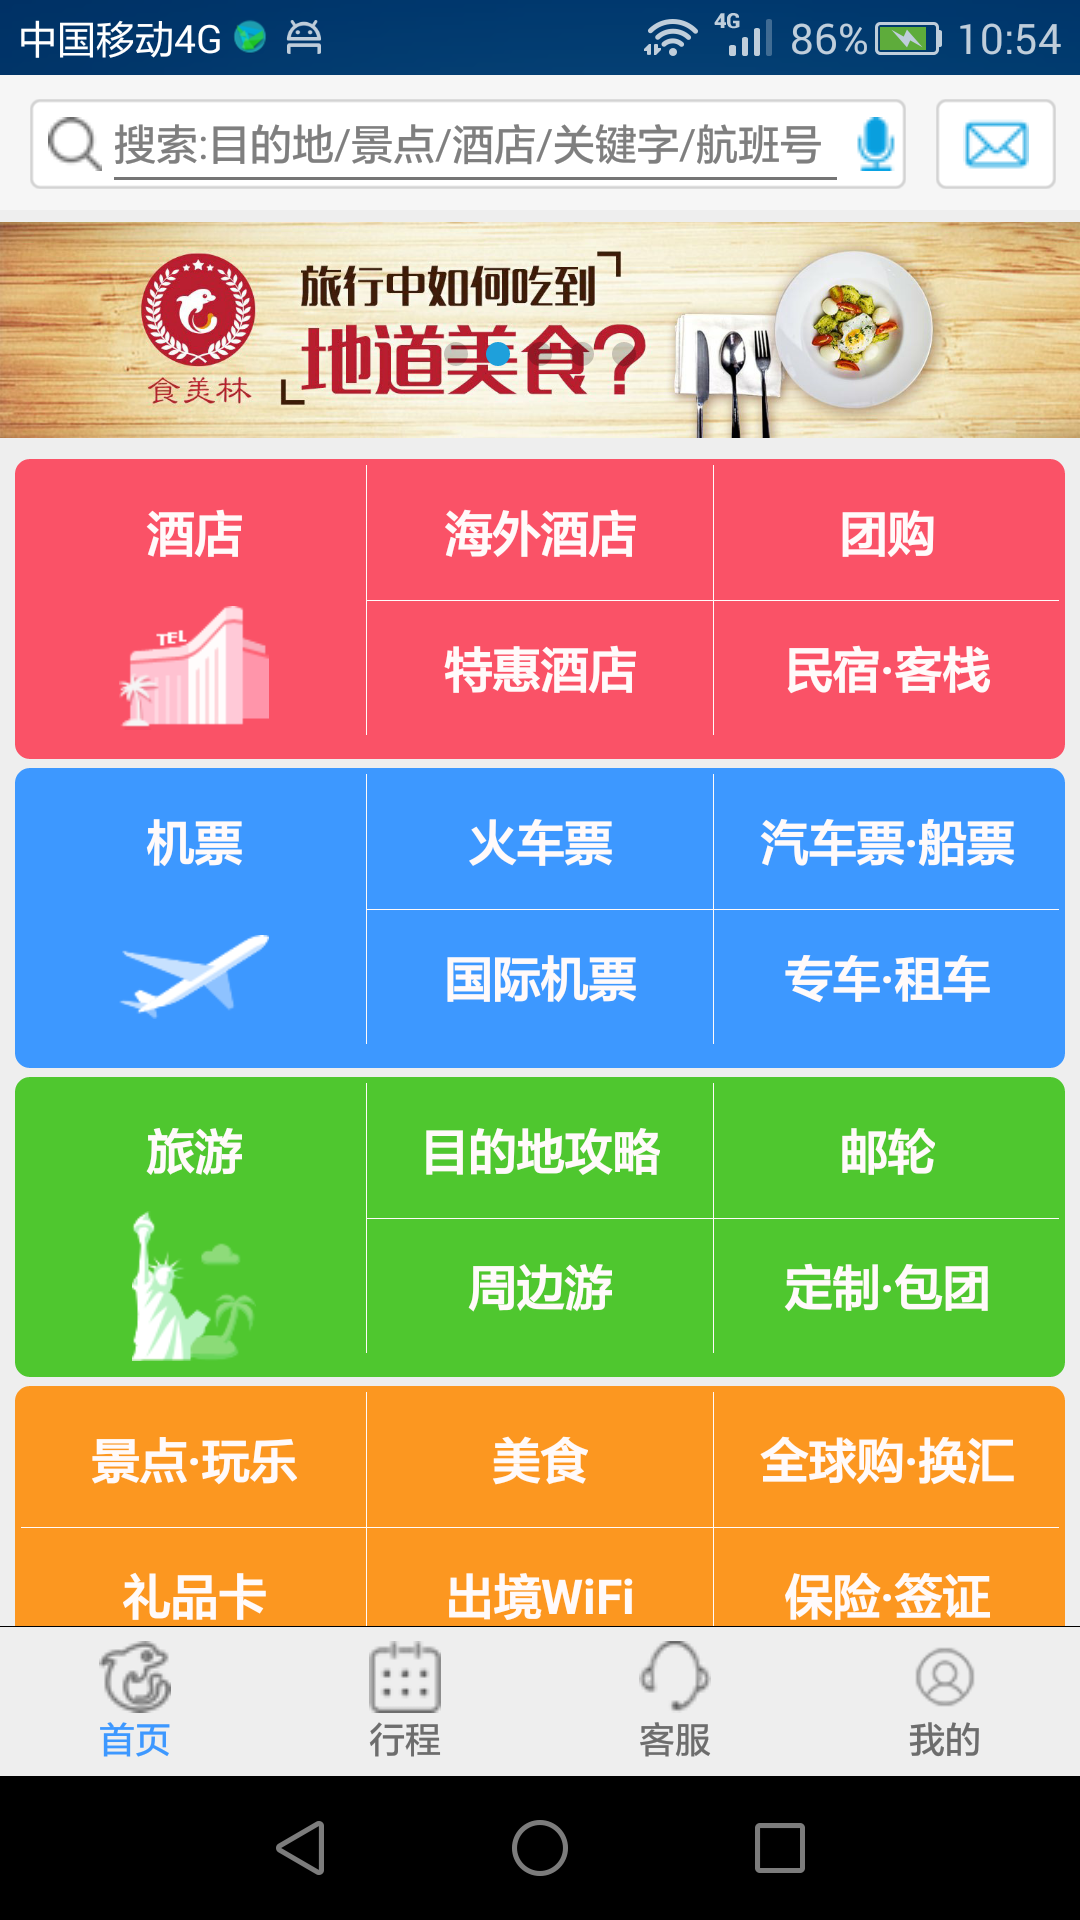 中国移动4G 4G 86% 10:54
搜索:目的地/景点/酒店/关键字/航班号
旅行中如何吃到
地道美食?
食美林
酒店 海外酒店 团购
TEL
特惠酒店 民宿·客栈
机票 火车票 汽车票·船票
国际机票 专车·租车
旅游 目的地攻略 邮轮
周边游 定制·包团
景点·玩乐 美食 全球购·换汇
礼品卡 出境WiFi 保险·签证
首页 行程 客服 我的